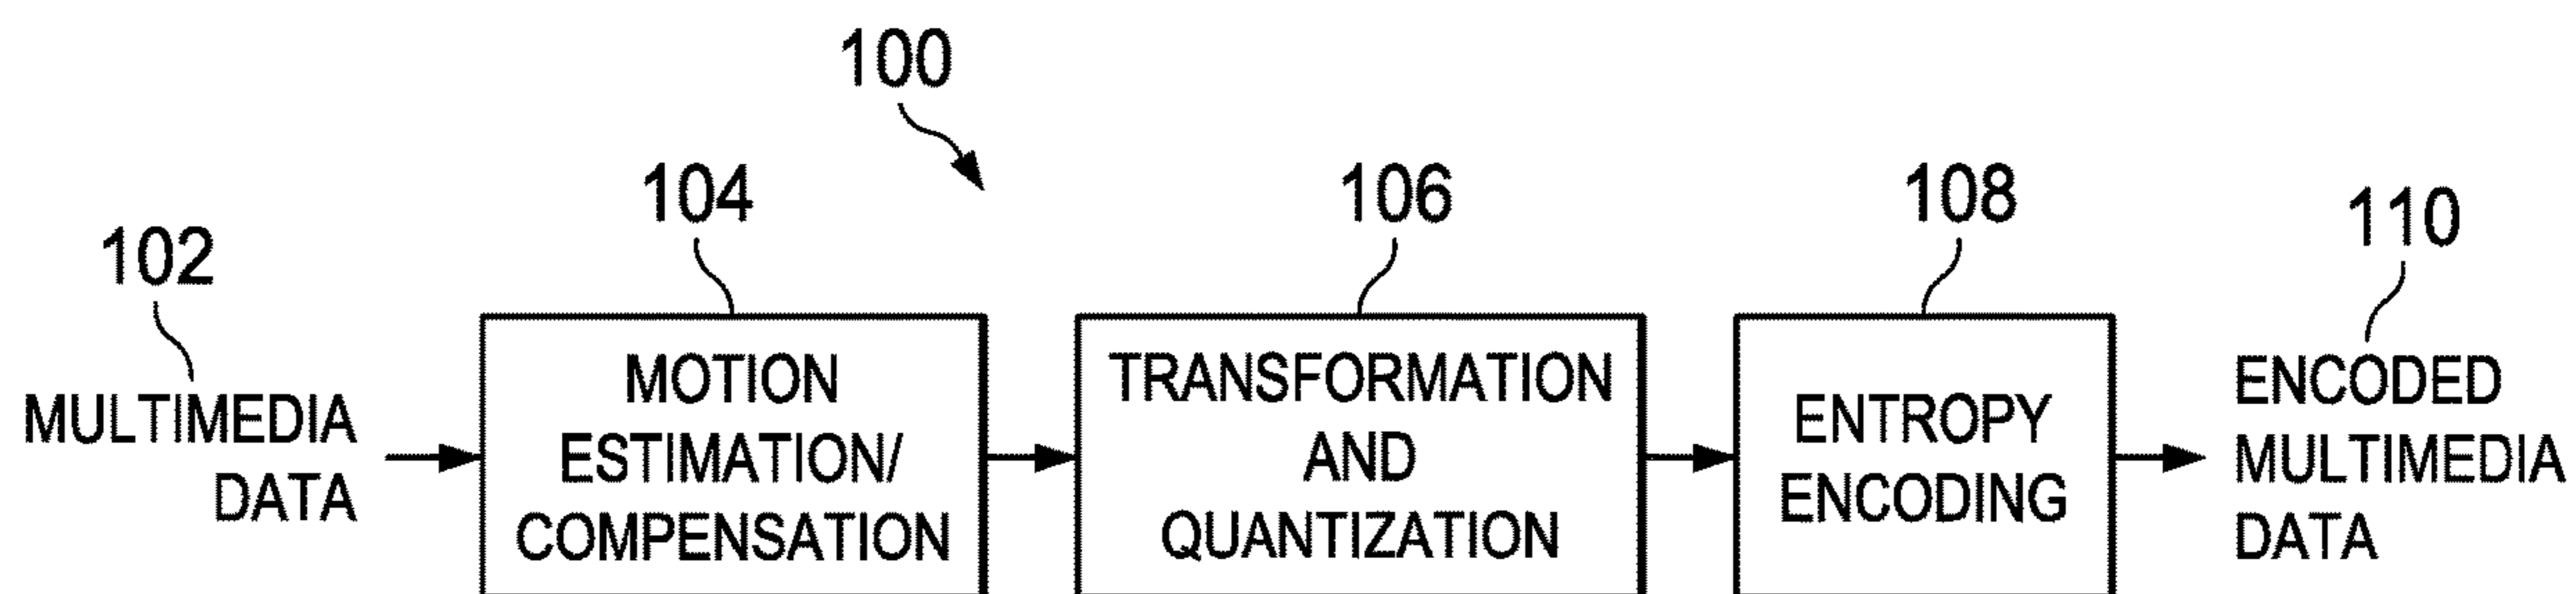 100
102
104
106
108
110
MULTIMEDIA
DATA
MOTION
ESTIMATION/
COMPENSATION
TRANSFORMATION
AND
QUANTIZATION
ENTROPY
ENCODING
ENCODED
MULTIMEDIA
DATA